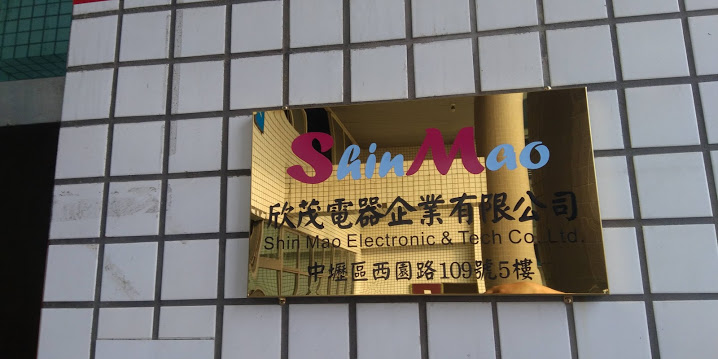 ShinMao
欣茂電器企業有限公司
Shin Mao Electronic & Tech Co., Ltd.
中壢區西園路109號5樓